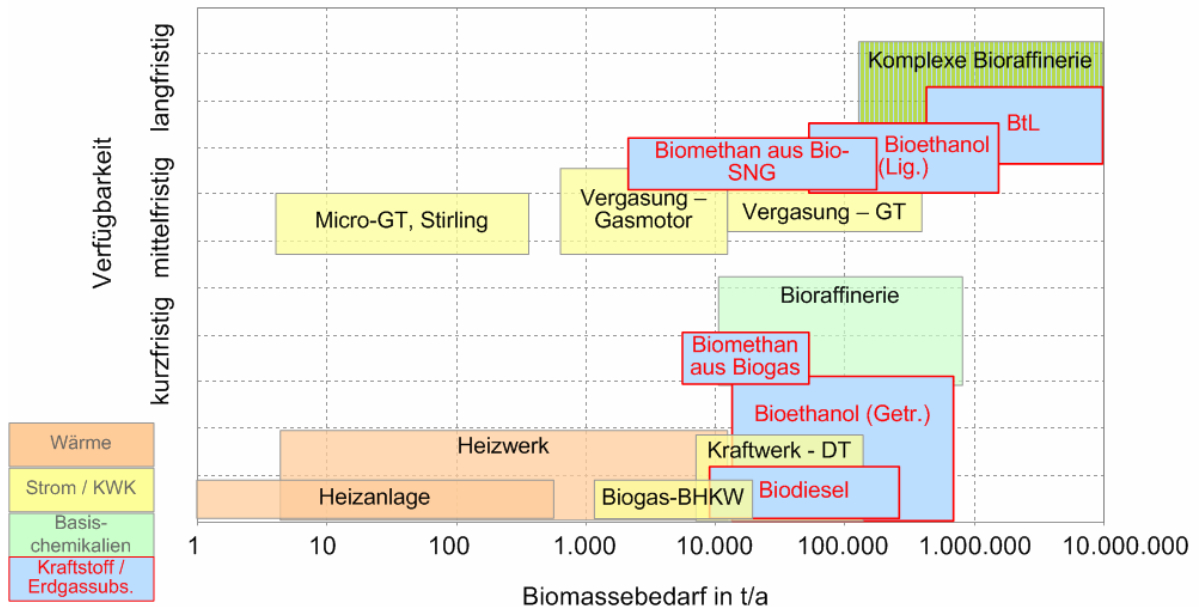 Verfügbarkeit
langfristig
mittelfristig
kurzfristig
Komplexe Bioraffinerie
BtL
Bioethanol
(Lig.)
Biomethan aus Bio-
SNG
Vergasung –
Gasmotor
Vergasung – GT
Micro-GT, Stirling
Bioraffinerie
Biomethan
aus Biogas
Bioethanol (Getr.)
Heizwerk
Kraftwerk - DT
Heizanlage
Biogas-BHKW
Biodiesel
Wärme
Strom / KWK
Basis-
chemikalien
Kraftstoff /
Erdgassubs.
1 10 100 1.000 10.000 100.000 1.000.000 10.000.000
Biomassebedarf in t/a